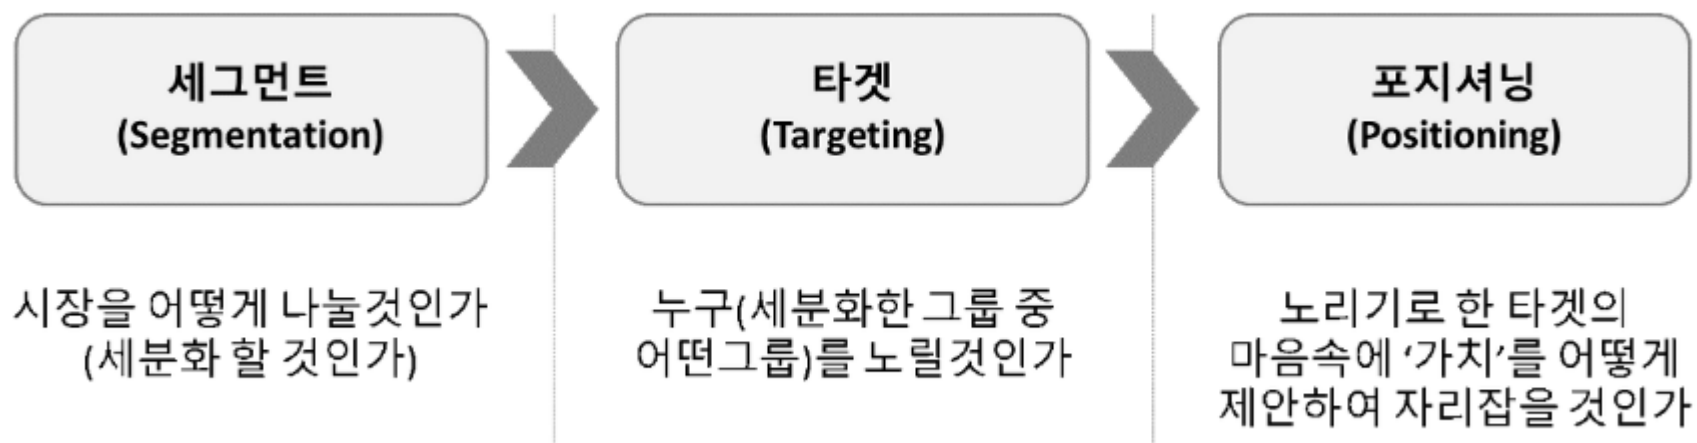 세그먼트
(Segmentation)
시장을 어떻게 나눌것인가
(세분화 할 것인가)
타겟
(Targeting)
누구(세분화한 그룹 중
어떤그룹)를 노릴것인가
포지셔닝
(Positioning)
노리기로 한 타겟의
마음속에 ‘가치’를 어떻게
제안하여 자리잡을 것인가